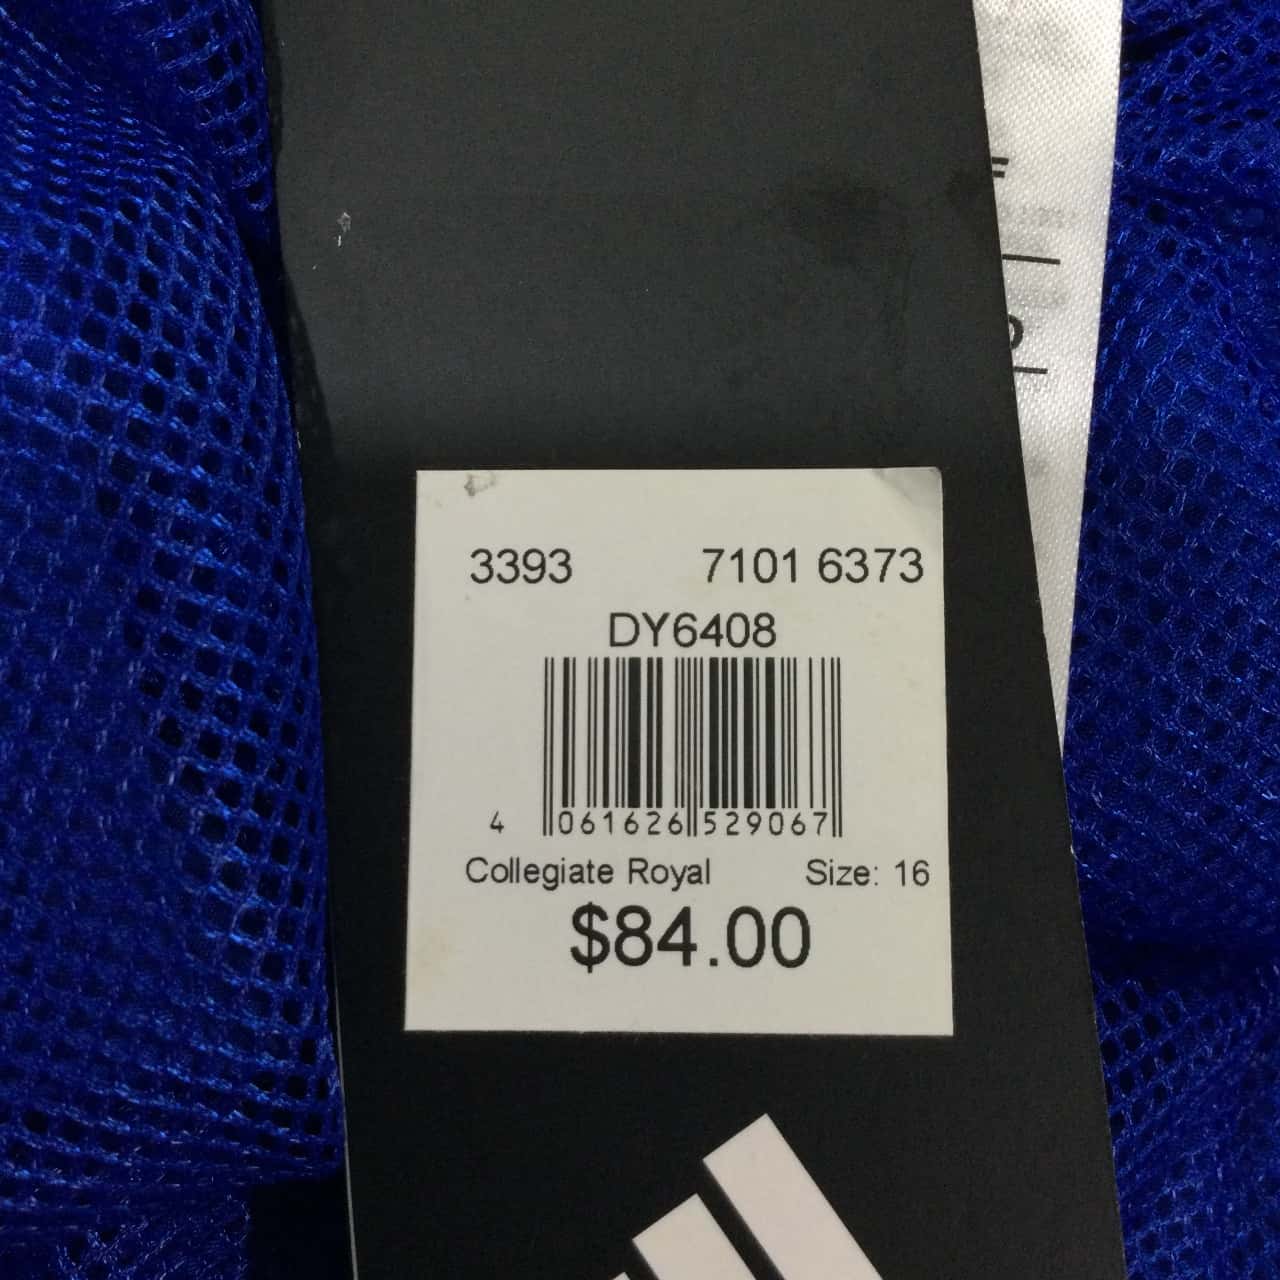 3393 7101 6373
DY6408
4 061626 529067
Collegiate Royal Size: 16
$84.00